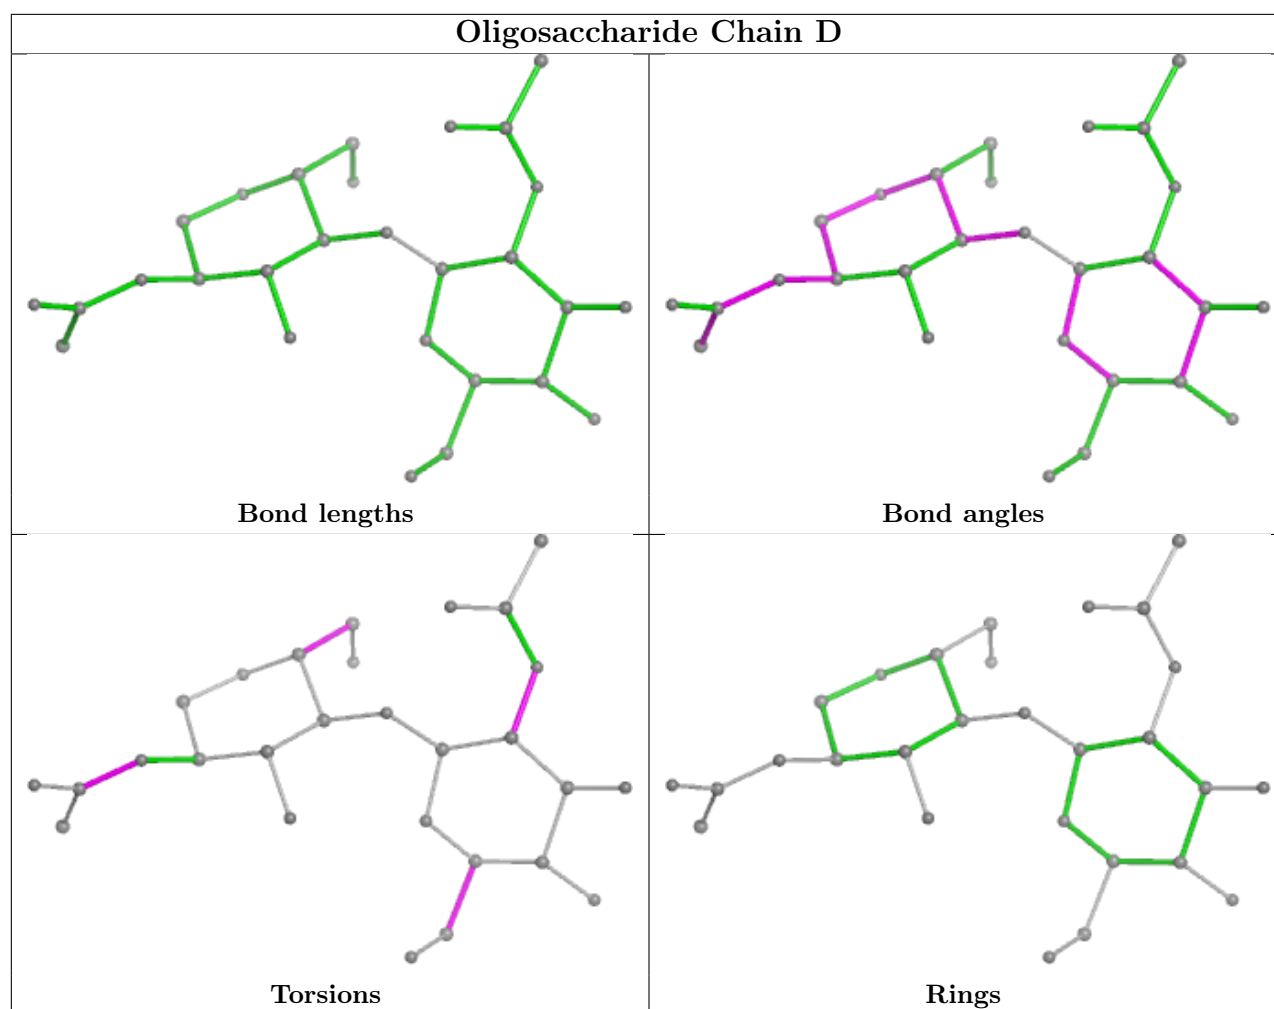 Oligosaccharide Chain D
Bond lengths
Bond angles
Torsions
Rings